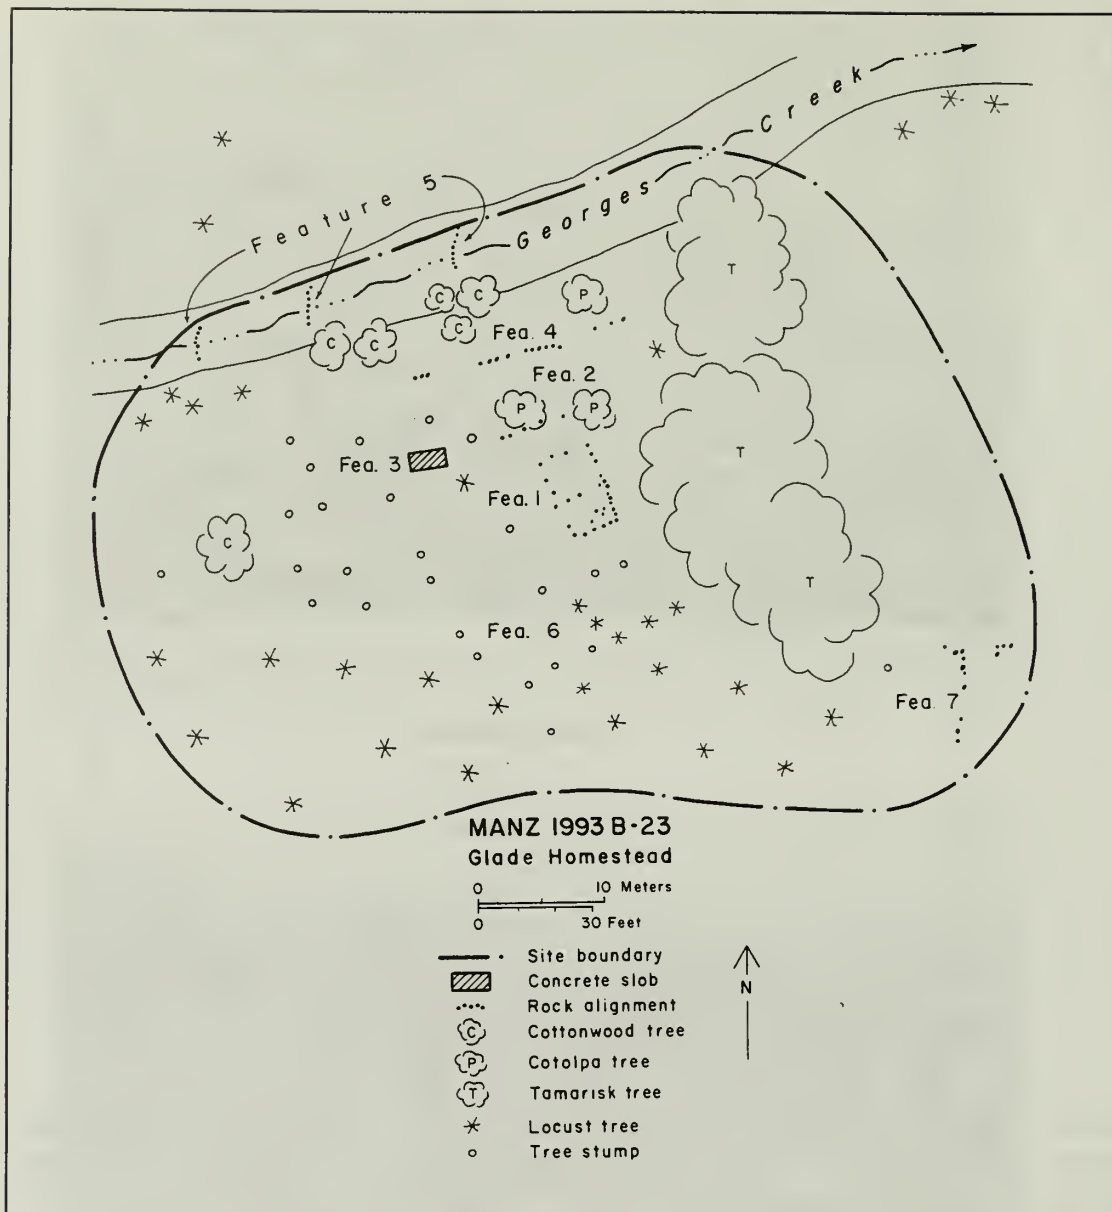 Georges Creek
Feature 5
T
C C P
C
C C
Fea. 4
Fea. 2
P P
T
Fea. 3
Fea. 1
C
T
Fea. 6
Fea. 7
MANZ 1993 B-23
Glade Homestead
0 10 Meters
0 30 Feet
Site boundary
Concrete slob
Rock alignment
C Cottonwood tree
P Cotolpa tree
T Tamarisk tree
Locust tree
Tree stump
N